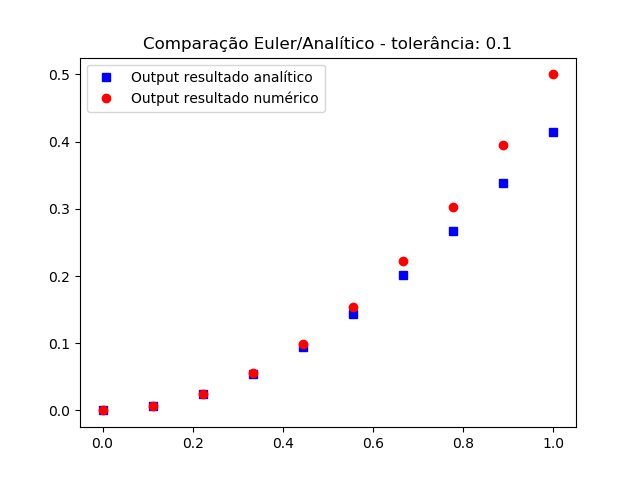 Comparação Euler/Analítico - tolerância: 0.1
Output resultado analítico
Output resultado numérico
0.5
0.4
0.3
0.2
0.1
0.0
0.0 0.2 0.4 0.6 0.8 1.0